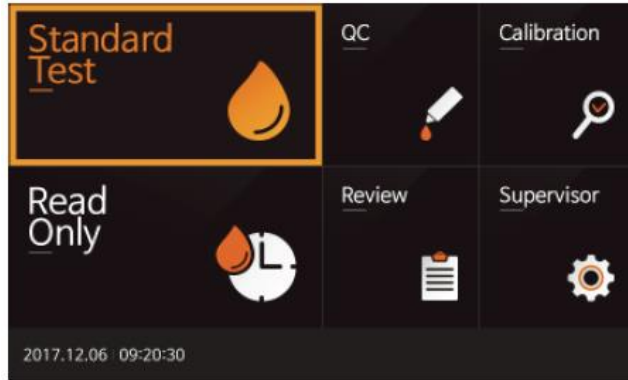 Standard
Test
QC
Calibration
Read
Only
Review
Supervisor
2017.12.06 09:20:30